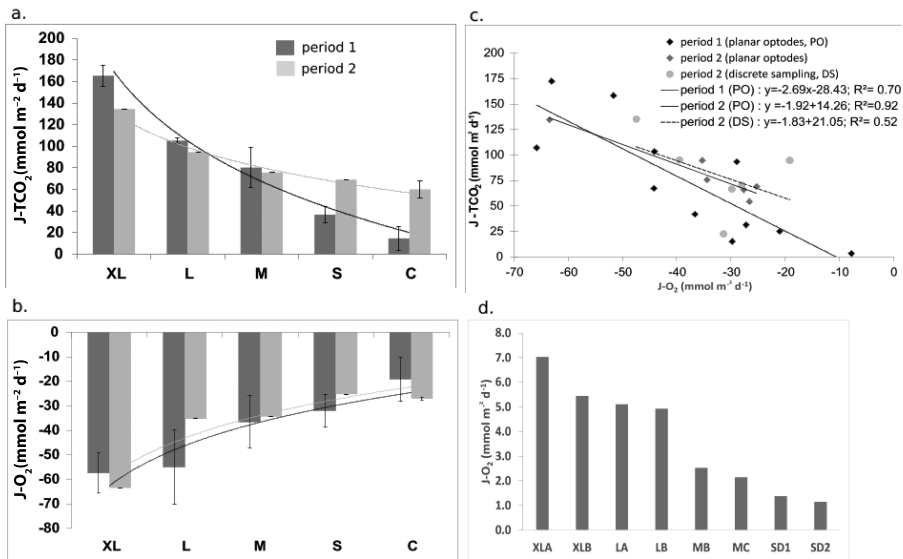 a.
200
180
160
140
120
100
80
60
40
20
0
J-TCO₂(mmol m⁻² d⁻¹)
period 1
period 2
XL L M S C
b.
0
-10
-20
-30
-40
-50
-60
-70
-80
J-O₂(mmol m⁻² d⁻¹)
XL L M S C
c.
200
175
150
125
100
75
50
25
0
J-TCO₂ (mmol m⁻² d⁻¹)
period 1 (planar optodes, PO)
period 2 (planar optodes)
period 2 (discrete sampling, DS)
period 1 (PO) : y=-2.69x-28.43; R²= 0.70
period 2 (PO) : y =-1.92+14.26; R²=0.92
period 2 (DS) : y=-1.83+21.05; R²= 0.52
-70 -60 -50 -40 -30 -20 -10 0
J-O₂ (mmol m⁻² d⁻¹)
d.
8.0
7.0
6.0
5.0
4.0
3.0
2.0
1.0
0.0
J-O₂ (mmol m⁻² d⁻¹)
XLA XLB LA LB MB MC SD1 SD2